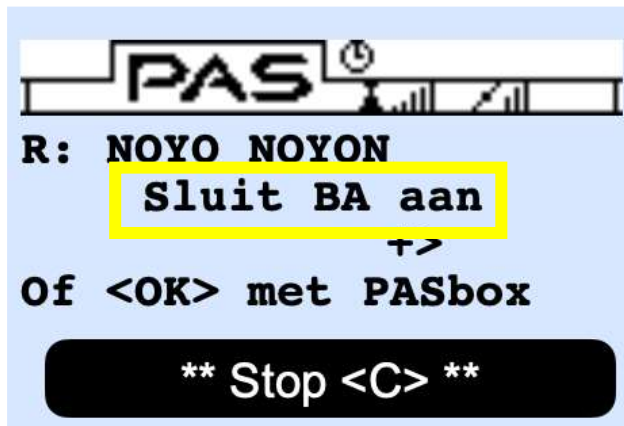 PAS
R: NOYO NOYON
Sluit BA aan
+>
Of <OK> met PASbox
** Stop <C> **